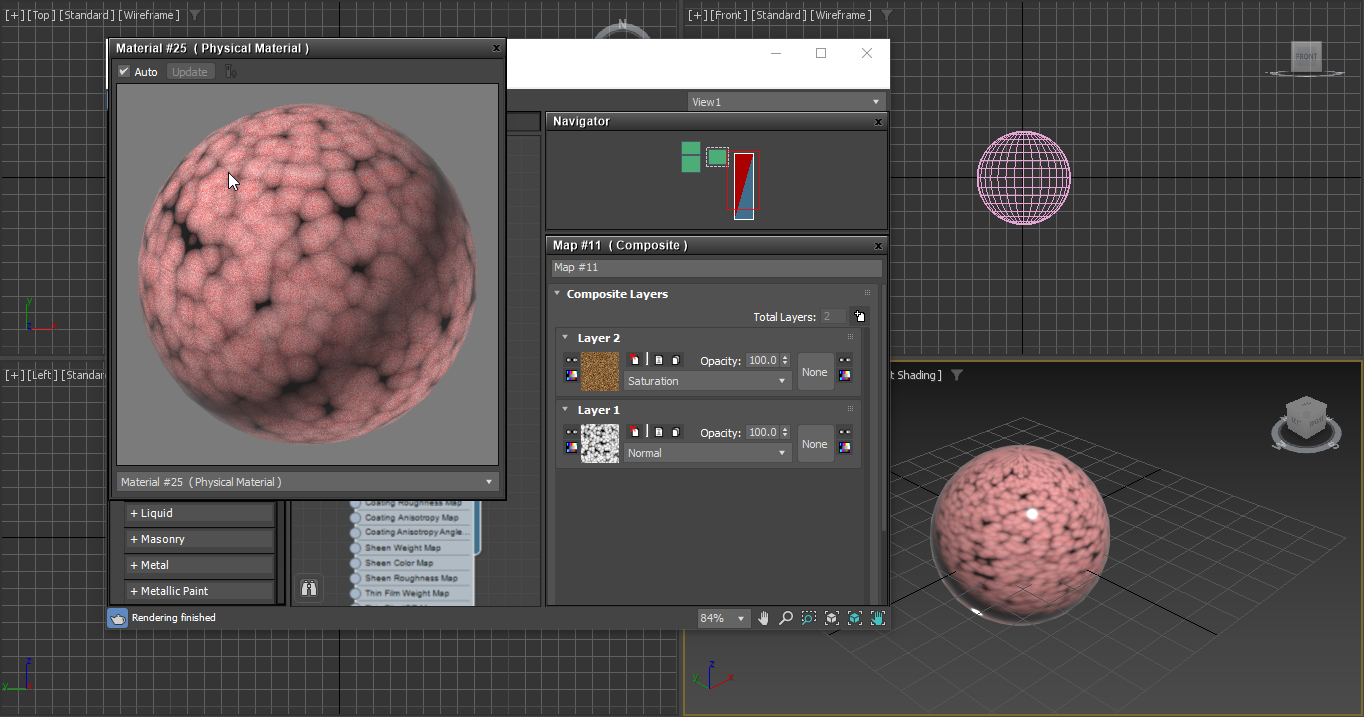 [+] [Top ] [Standard ] [Wireframe ]
N
[+] [Front ] [Standard ] [Wireframe ]
FRONT
Material #25  ( Physical Material )
x
Auto
Update
View1
Navigator
x
Map #11  ( Composite )
x
Map #11
Composite Layers
Total Layers: 2
Layer 2
Opacity: 100.0
None
Saturation
Layer 1
Opacity: 100.0
None
Normal
y
[+] [Left ] [Standar
t Shading ]
Material #25  ( Physical Material )
+ Liquid
+ Masonry
+ Metal
+ Metallic Paint
Coating Roughness Map
Coating Anisotropy Map
Coating Anisotropy Angle...
Sheen Weight Map
Sheen Color Map
Sheen Roughness Map
Thin Film Weight Map
Rendering finished
84%
z
y
z
y
x